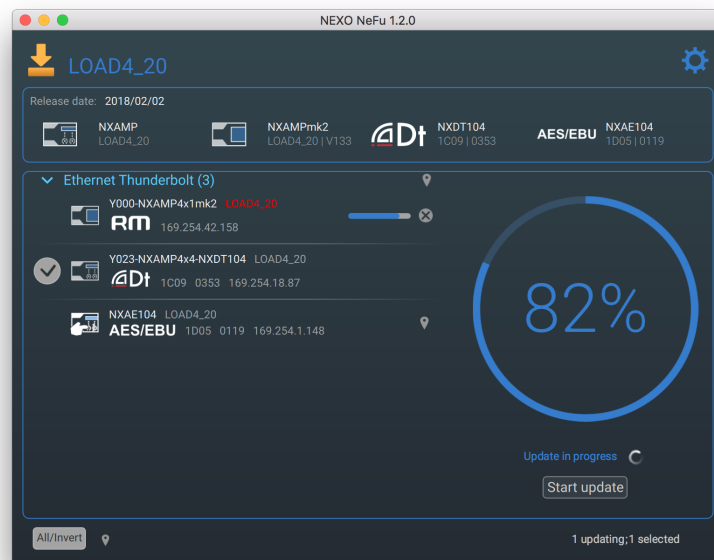 NEXO NeFu 1.2.0
LOAD4_20
Release date: 2018/02/02
NXAMP
LOAD4_20
NXAMPmk2
LOAD4_20 | V133
Dt
NXDT104
1C09 | 0353
AES/EBU
NXAE104
1D05 | 0119
Ethernet Thunderbolt (3)
Y000-NXAMP4x1mk2 LOAD4_20
RM 169.254.42.158
Y023-NXAMP4x4-NXDT104 LOAD4_20
Dt 1C09 0353 169.254.18.87
NXAE104 LOAD4_20
AES/EBU 1D05 0119 169.254.1.148
82%
Update in progress
Start update
All/Invert
1 updating;1 selected